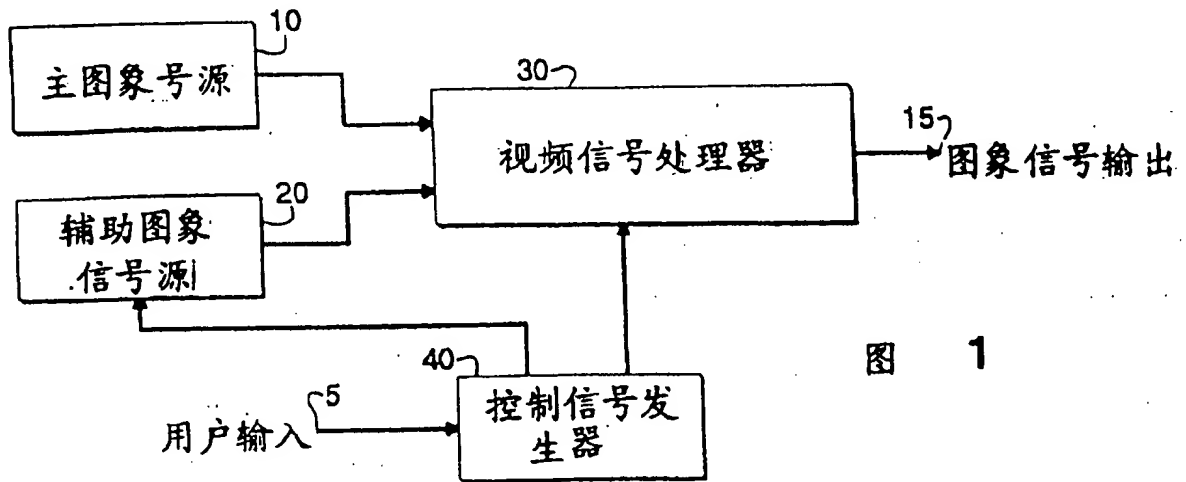 10
主图象号源
30
视频信号处理器
15
图象信号输出
20
辅助图象
信号源
40
控制信号发
生器
5
用户输入
图 1